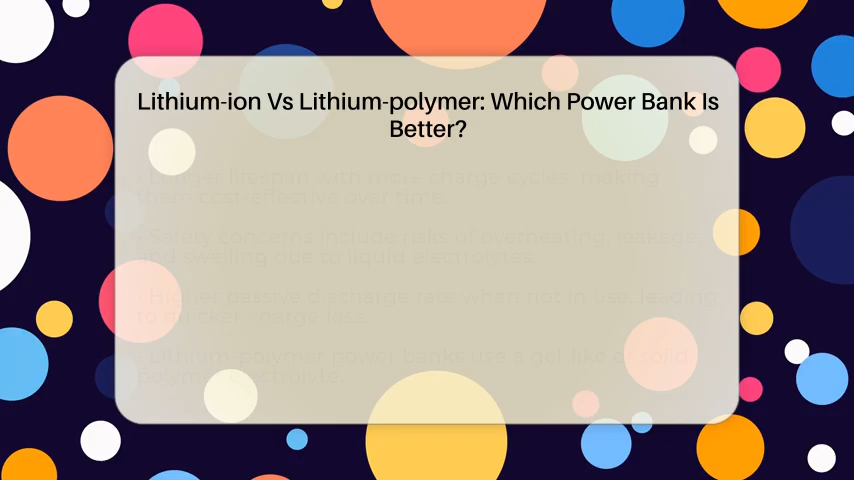 Lithium-ion Vs Lithium-polymer: Which Power Bank Is
Better?
- Longer lifespan with more charge cycles, making
them cost-effective over time.
- Safety concerns include risks of overheating, leakage,
and swelling due to liquid electrolytes.
- Higher passive discharge rate when not in use, leading
to quicker charge loss.
- Lithium-polymer power banks use a gel-like or solid
polymer electrolyte.